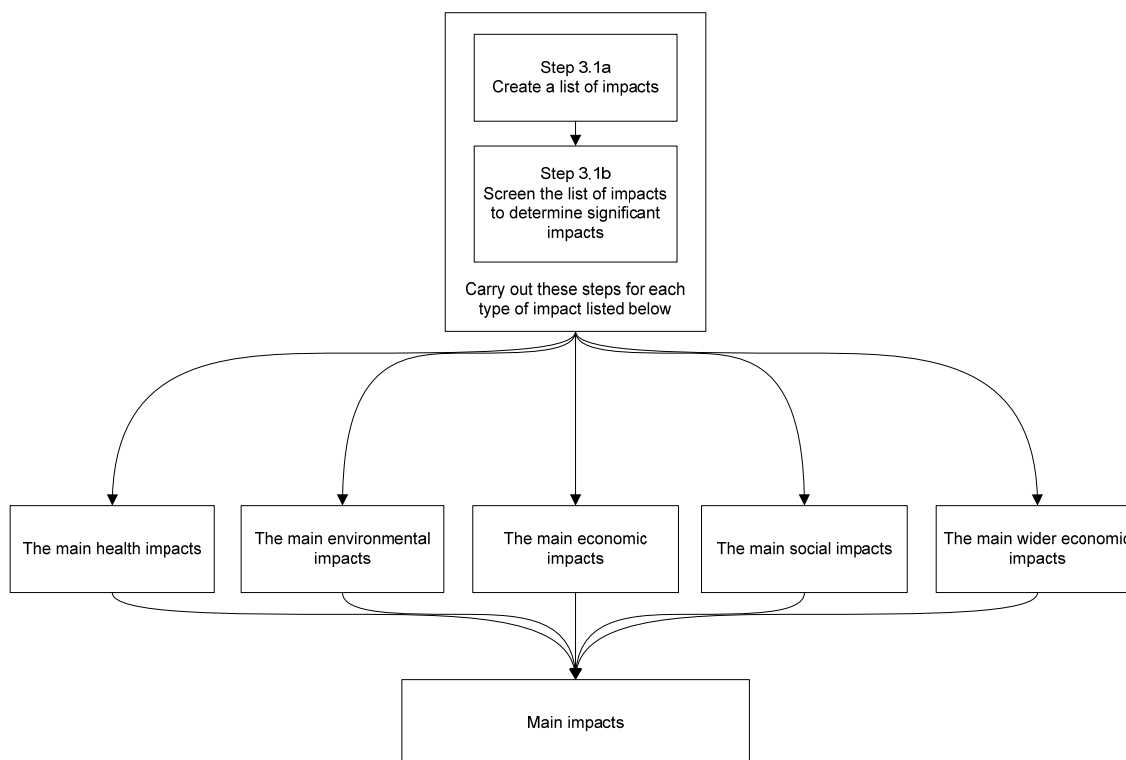 Step 3.1a
Create a list of impacts
Step 3.1b
Screen the list of impacts
to determine significant
impacts
Carry out these steps for each
type of impact listed below
The main health impacts
The main environmental
impacts
The main economic
impacts
The main social impacts
The main wider economic
impacts
Main impacts